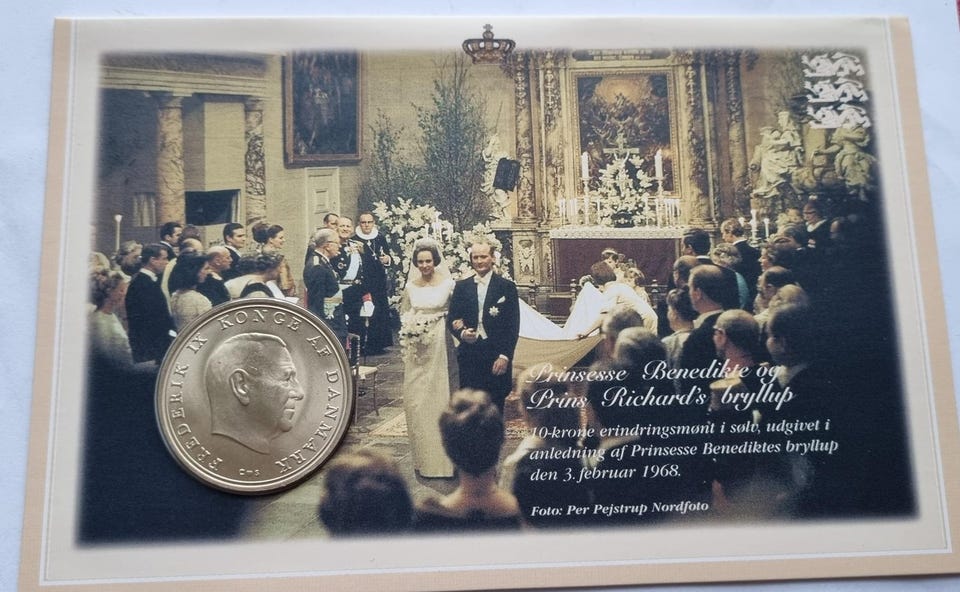 FREDERIK IX KONGE AF DANMARK
C♥S
Prinsesse Benedikte og
Prins Richard's bryllup
10-krone erindringsmønt i sølv, udgivet i
anledning af Prinsesse Benediktes bryllup
den 3. februar 1968.
Foto: Per Pejstrup Nordfoto